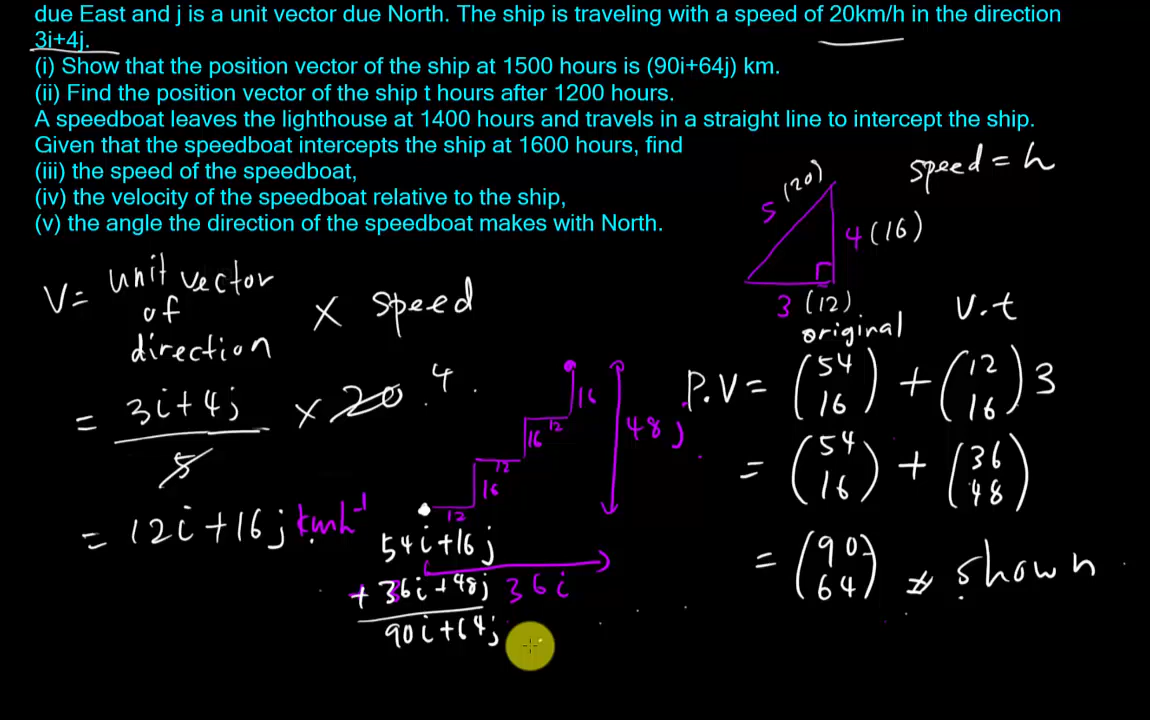 due East and j is a unit vector due North. The ship is traveling with a speed of 20km/h in the direction
3i+4j.
(i) Show that the position vector of the ship at 1500 hours is (90i+64j) km.
(ii) Find the position vector of the ship t hours after 1200 hours.
A speedboat leaves the lighthouse at 1400 hours and travels in a straight line to intercept the ship.
Given that the speedboat intercepts the ship at 1600 hours, find
(iii) the speed of the speedboat,
(iv) the velocity of the speedboat relative to the ship,
(v) the angle the direction of the speedboat makes with North.
speed = h
5 (20)
4 (16)
3 (12)
V = unit vector of direction × speed
= 3i+4j / 5 × 20 4
= 12i+16j kmh⁻¹
16
12
16
12
16
12
48j
36i
54i+16j
+ 36i+48j
90i+64j
original
v.t
P.V = (54 16) + (12 16) 3
= (54 16) + (36 48)
= (90 64) # shown